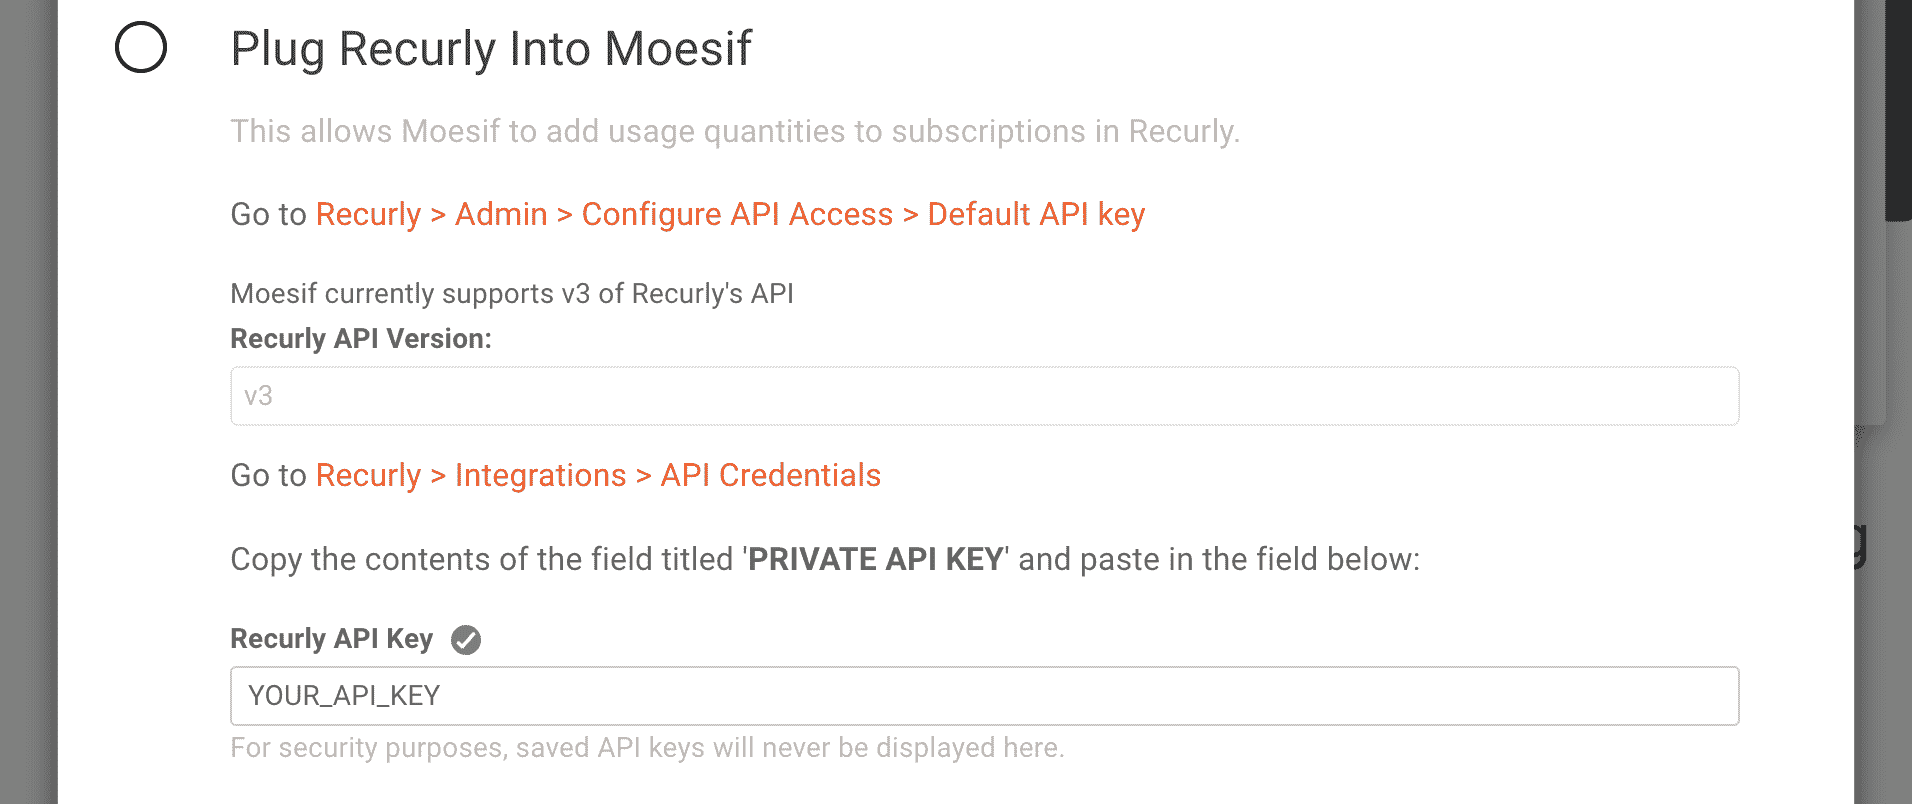 Plug Recurly Into Moesif
This allows Moesif to add usage quantities to subscriptions in Recurly.
Go to Recurly > Admin > Configure API Access > Default API key
Moesif currently supports v3 of Recurly's API
Recurly API Version:
v3
Go to Recurly > Integrations > API Credentials
Copy the contents of the field titled 'PRIVATE API KEY' and paste in the field below:
Recurly API Key
YOUR_API_KEY
For security purposes, saved API keys will never be displayed here.
g